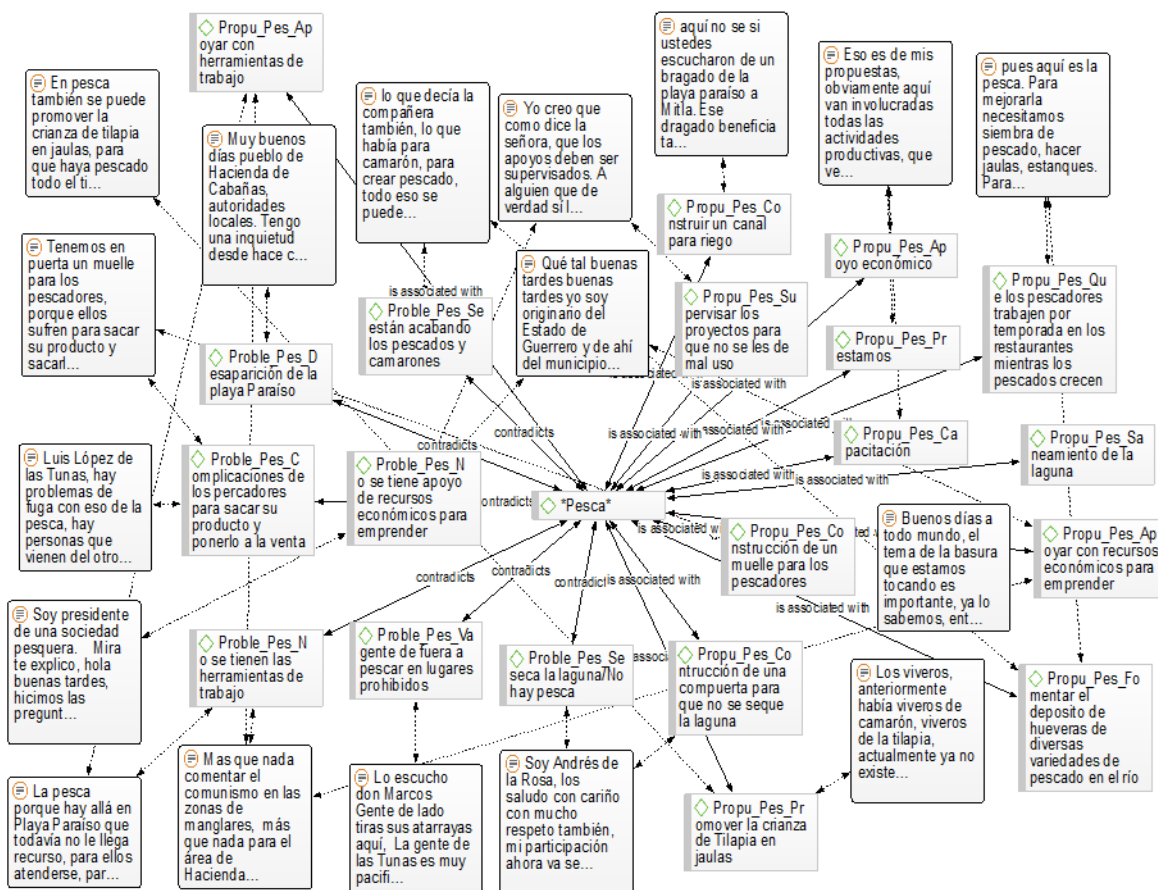 Propu_Pes_Ap
oyar con
herramientas de
trabajo
En pesca
también se puede
promover la
crianza de tilapia
en jaulas, para
que haya pescado
todo el ti...
Muy buenos
días pueblo de
Hacienda de
Cabañas,
autoridades
locales. Tengo
una inquietud
desde hace c...
lo que decía la
compañera
también, lo que
había para
camarón, para
crear pescado,
todo eso se
puede...
Yo creo que
como dice la
señora, que los
apoyos deben ser
supervisados. A
alguien que de
verdad si l...
aquí no se si
ustedes
escucharon de un
bragado de la
playa paraíso a
Mitla. Ese
dragado beneficia
ta...
Eso es de mis
propuestas,
obviamente aquí
van involucradas
todas las
actividades
productivas, que
ve...
pues aquí es la
pesca. Para
mejorarla
necesitamos
siembra de
pescado, hacer
jaulas, estanques.
Para...
Propu_Pes_Co
nstruir un canal
para riego
Propu_Pes_Ap
oyo económico
Tenemos en
puerta un muelle
para los
pescadores,
porque ellos
sufren para sacar
su producto y
sacarl...
Qué tal buenas
tardes buenas
tardes yo soy
originario del
Estado de
Guerrero y de ahí
del municipio...
Propu_Pes_Qu
e los pescadores
trabajen por
temporada en los
restaurantes
mientras los
pescados crecen
is associated with
Proble_Pes_Se
están acabando
los pescados y
camarones
Propu_Pes_Su
pervisar los
proyectos para
que no se les de
mal uso
Propu_Pes_Pr
estamos
Proble_Pes_D
esaparición de la
playa Paraíso
is associated with
is associated with
contradicts
is associated with
associated with
Propu_Pes_Ca
pacitación
Propu_Pes_Sa
neamiento de la
laguna
Luis López de
las Tunas, hay
problemas de
fuga con eso de la
pesca, hay
personas que
vienen del otro...
Proble_Pes_C
omplicaciones de
los percadores
para sacar su
producto y
ponerlo a la venta
Proble_Pes_N
o se tiene apoyo
de recursos
económicos para
emprender
contradicts
contradicts
*Pesca*
is associated with
is associated with
is associated with
Propu_Pes_Co
nstrucción de un
muelle para los
pescadores
Buenos días a
todo mundo, el
tema de la basura
que estamos
tocando es
importante, ya lo
sabemos, ent...
Propu_Pes_Ap
oyar con recursos
económicos para
emprender
contradicts
contradicts
contradi
is associated with
is associated with
Soy presidente
de una sociedad
pesquera. Mira
te explico, hola
buenas tardes,
hicimos las
pregunt...
Proble_Pes_N
o se tienen las
herramientas de
trabajo
Proble_Pes_Va
gente de fuera a
pescar en lugares
prohibidos
Proble_Pes_Se
seca la laguna/No
hay pesca
Propu_Pes_Co
ntrucción de una
compuerta para
que no se seque
la laguna
Los viveros,
anteriormente
había viveros de
camarón, viveros
de la tilapia,
actualmente ya no
existe...
Propu_Pes_Fo
mentar el
deposito de
hueveras de
diversas
variedades de
pescado en el río
La pesca
porque hay allá en
Playa Paraíso que
todavía no le llega
recurso, para ellos
atenderse, par...
Mas que nada
comentar el
comunismo en las
zonas de
manglares, más
que nada para el
área de
Hacienda...
Lo escucho
don Marcos
Gente de lado
tiras sus atarrayas
aquí, La gente de
las Tunas es muy
pacifi...
Soy Andrés de
la Rosa, los
saludo con cariño
con mucho
respeto también,
mi participación
ahora va se...
Propu_Pes_Pr
omover la crianza
de Tilapia en
jaulas